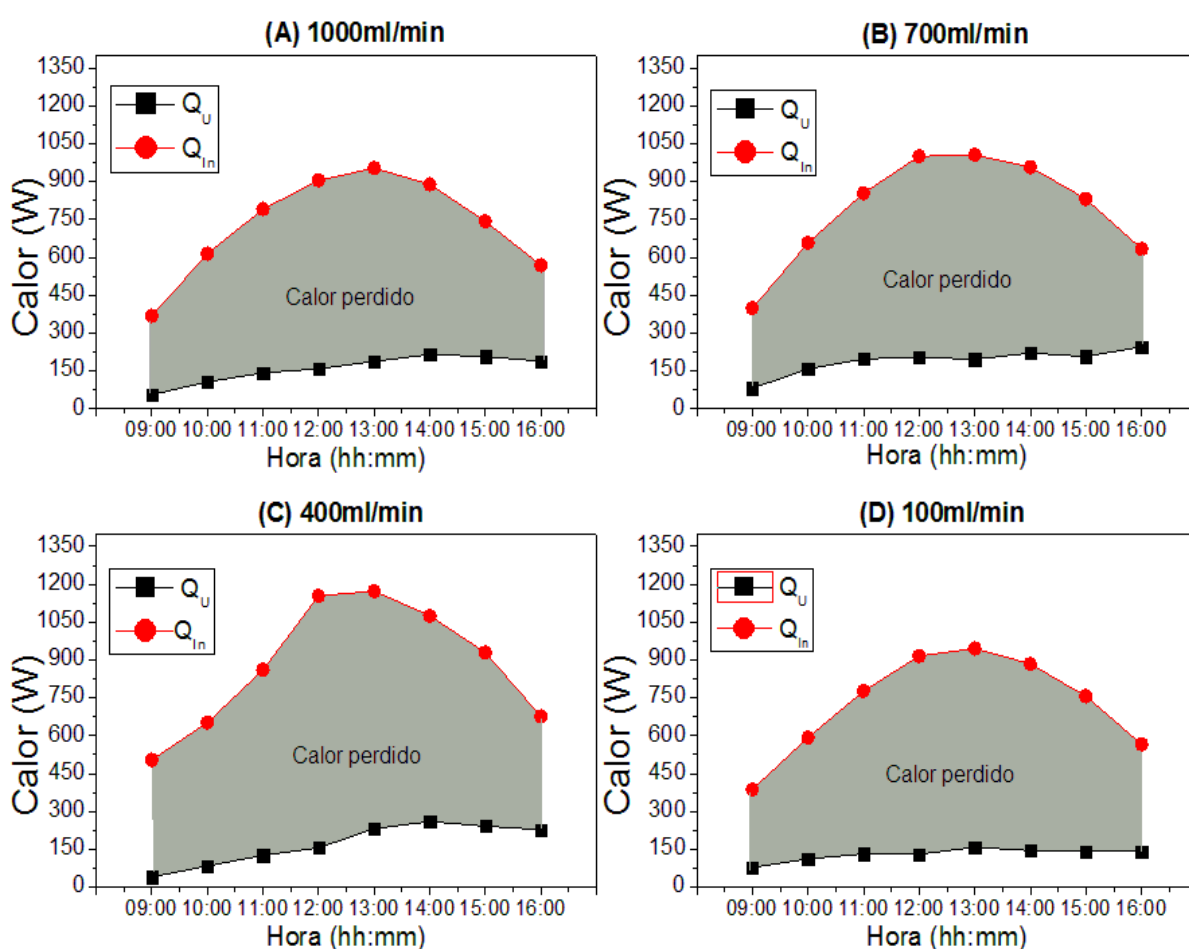 (A) 1000ml/min
Calor (W)
1350
1200
1050
900
750
600
450
300
150
0
Q_U
Q_In
Calor perdido
09:00 10:00 11:00 12:00 13:00 14:00 15:00 16:00
Hora (hh:mm)
(B) 700ml/min
Calor (W)
1350
1200
1050
900
750
600
450
300
150
0
Q_U
Q_In
Calor perdido
09:00 10:00 11:00 12:00 13:00 14:00 15:00 16:00
Hora (hh:mm)
(C) 400ml/min
Calor (W)
1350
1200
1050
900
750
600
450
300
150
0
Q_U
Q_In
Calor perdido
09:00 10:00 11:00 12:00 13:00 14:00 15:00 16:00
Hora (hh:mm)
(D) 100ml/min
Calor (W)
1350
1200
1050
900
750
600
450
300
150
0
Q_U
Q_In
Calor perdido
09:00 10:00 11:00 12:00 13:00 14:00 15:00 16:00
Hora (hh:mm)